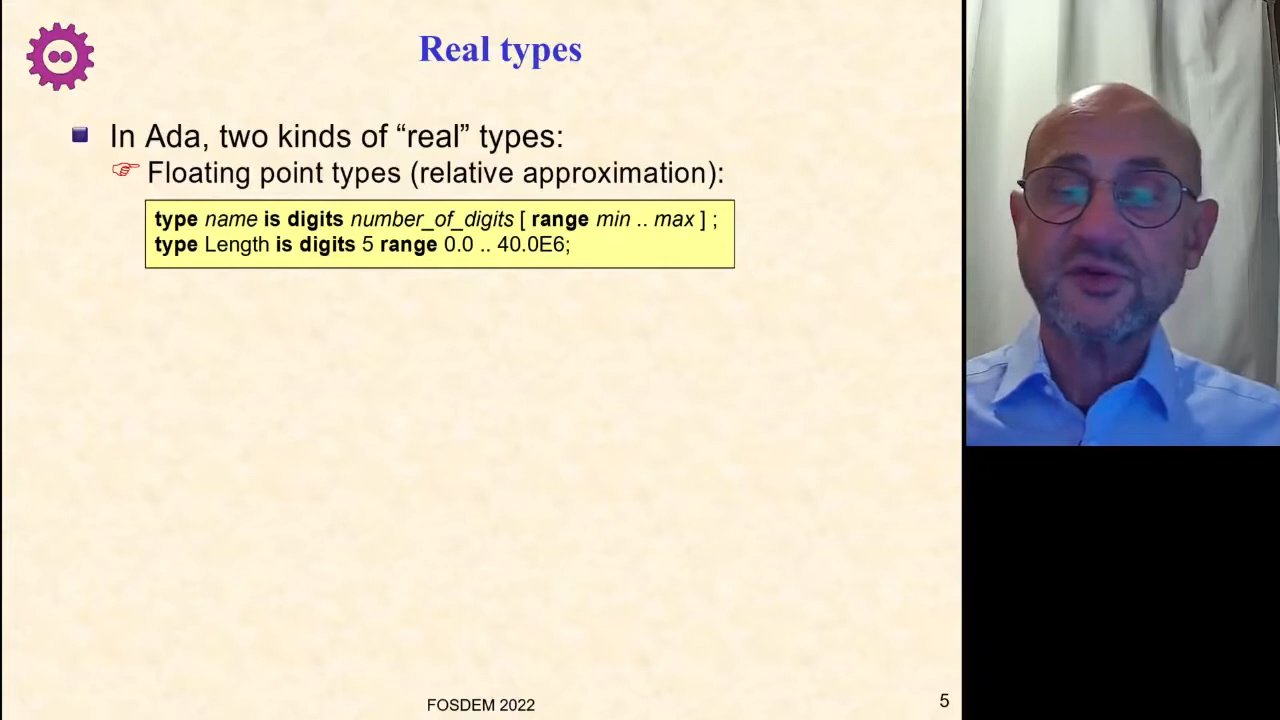 Real types
In Ada, two kinds of “real” types:
Floating point types (relative approximation):
type name is digits number_of_digits [ range min .. max ] ;
type Length is digits 5 range 0.0 .. 40.0E6;
FOSDEM 2022
5